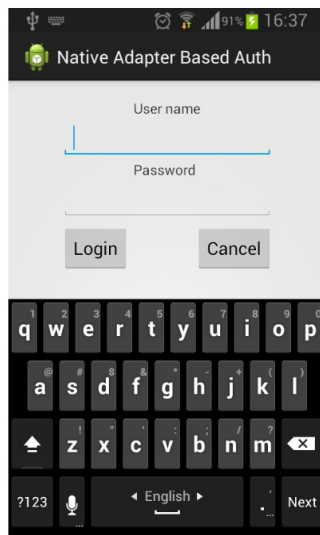 91% 16:37
Native Adapter Based Auth
User name
Password
Login Cancel
1 2 3 4 5 6 7 8 9 0
q w e r t y u i o p
@ # $ & * - + ( )
a s d f g h j k l
! " ' : ; / ?
z x c v b n m
?123 English . Next